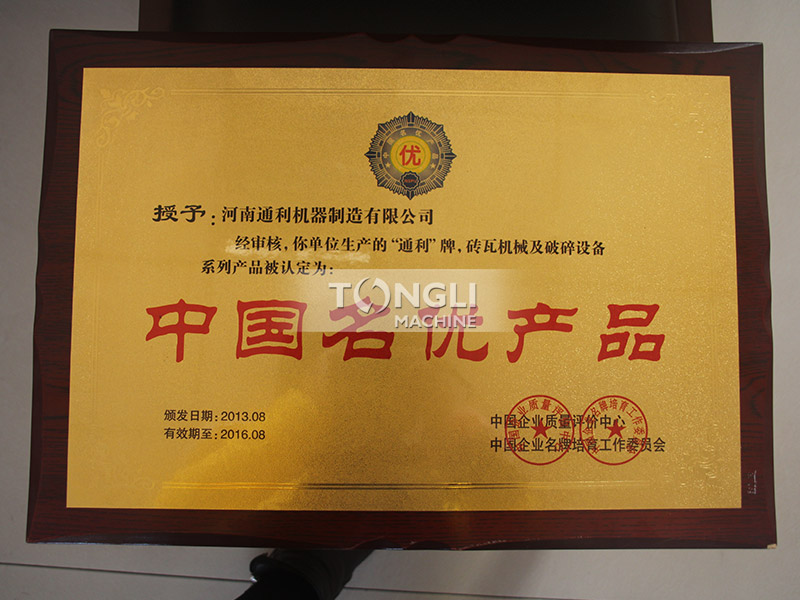 优
授予：河南通利机器制造有限公司
经审核，你单位生产的“通利”牌，砖瓦机械及破碎设备
系列产品被认定为：
TONGLI
MACHINE
中国名优产品
颁发日期：2013.08
有效期至：2016.08
中国企业质量评价中心
中国企业名牌培育工作委员会